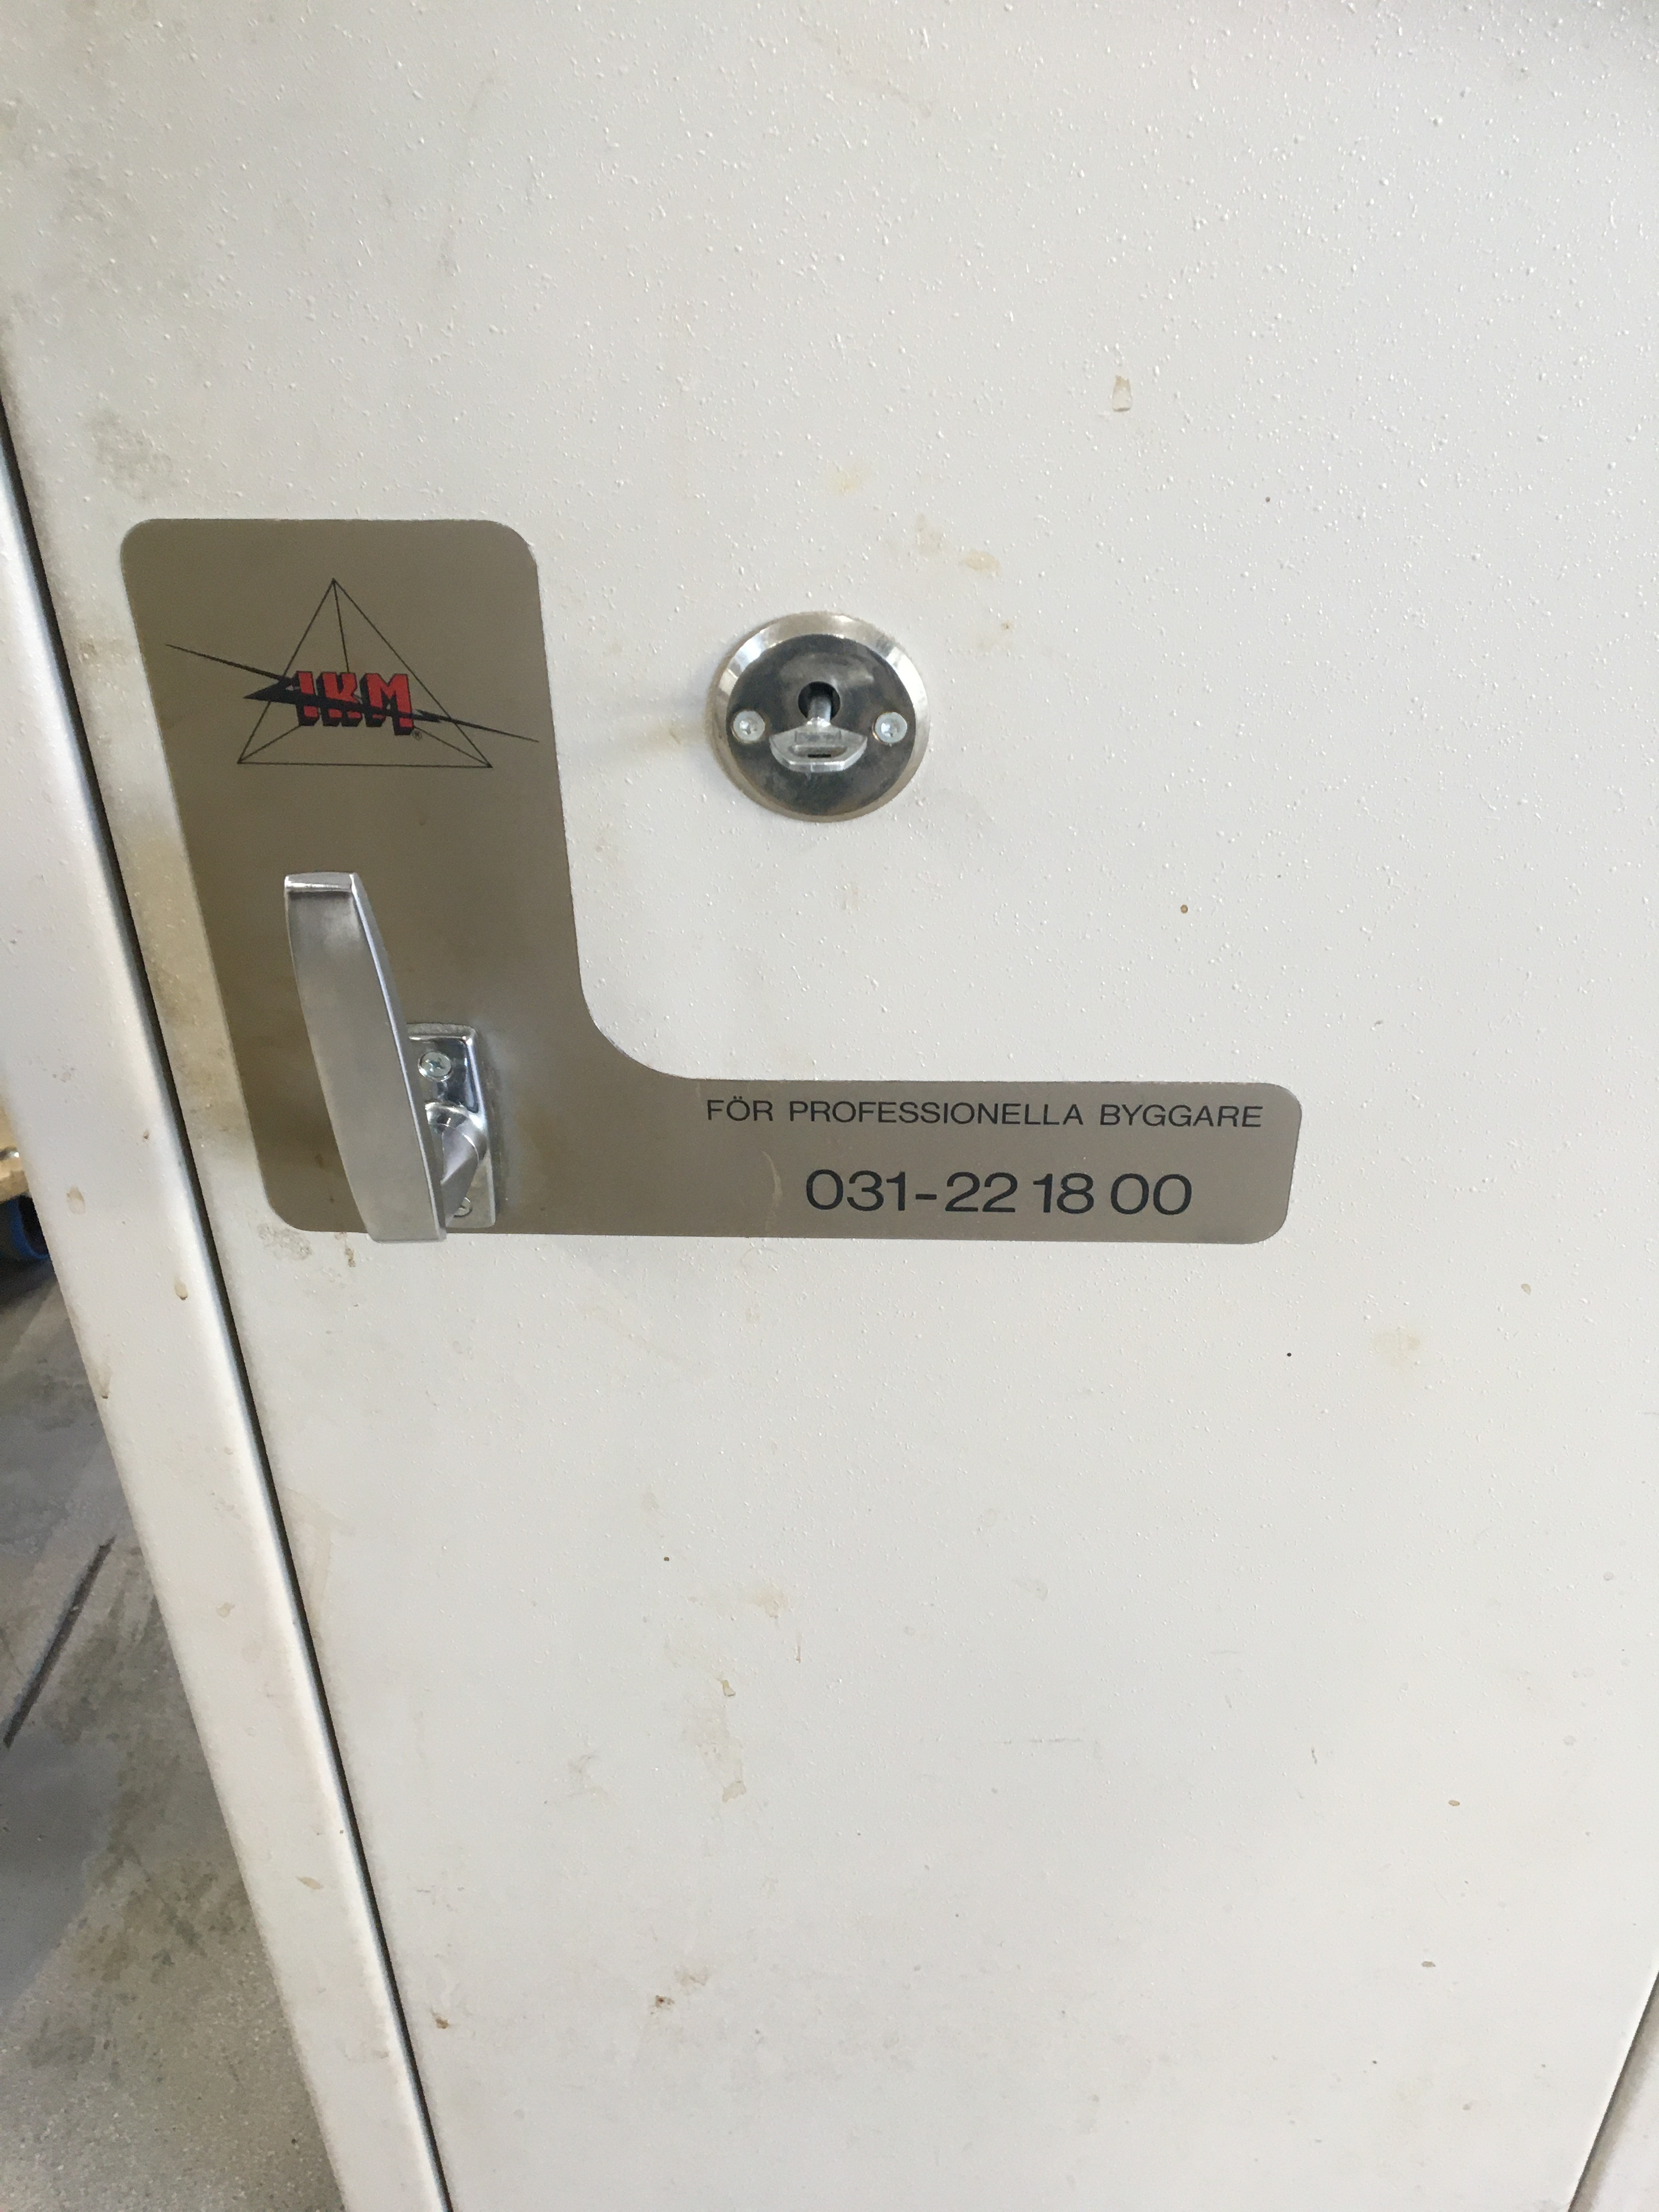 IKM
FÖR PROFESSIONELLA BYGGARE
031-22 18 00